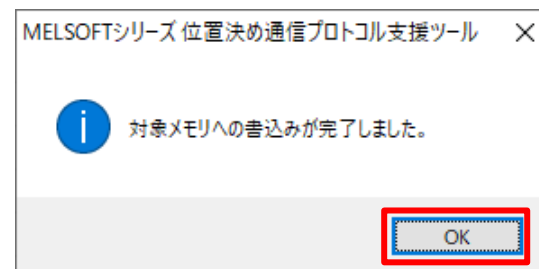 MELSOFTシリーズ 位置決め通信プロトコル支援ツール
対象メモリへの書込みが完了しました。
OK